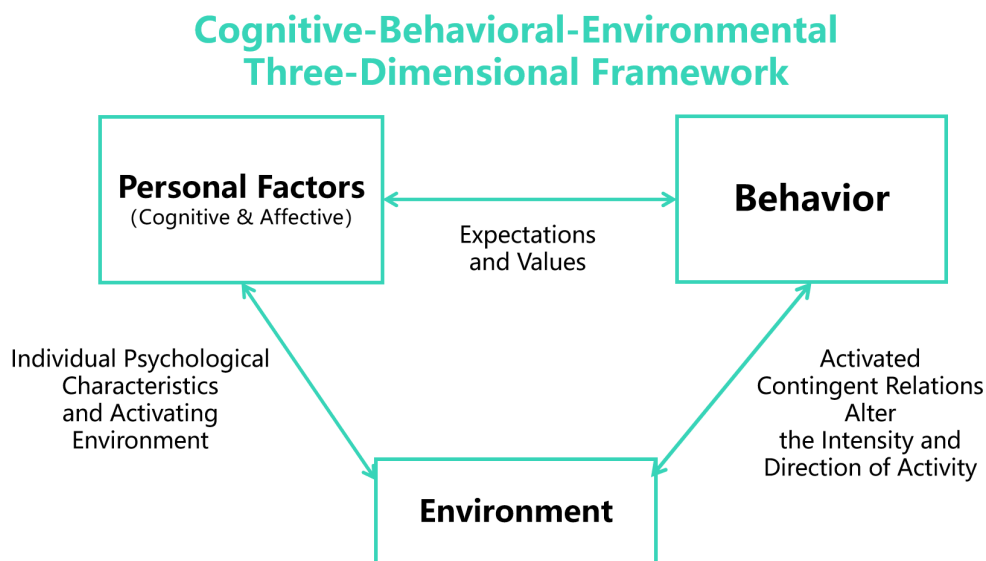 Cognitive-Behavioral-Environmental
Three-Dimensional Framework
Personal Factors
（Cognitive & Affective）
Behavior
Expectations
and Values
Individual Psychological
Characteristics
and Activating
Environment
Activated
Contingent Relations
Alter
the Intensity and
Direction of Activity
Environment